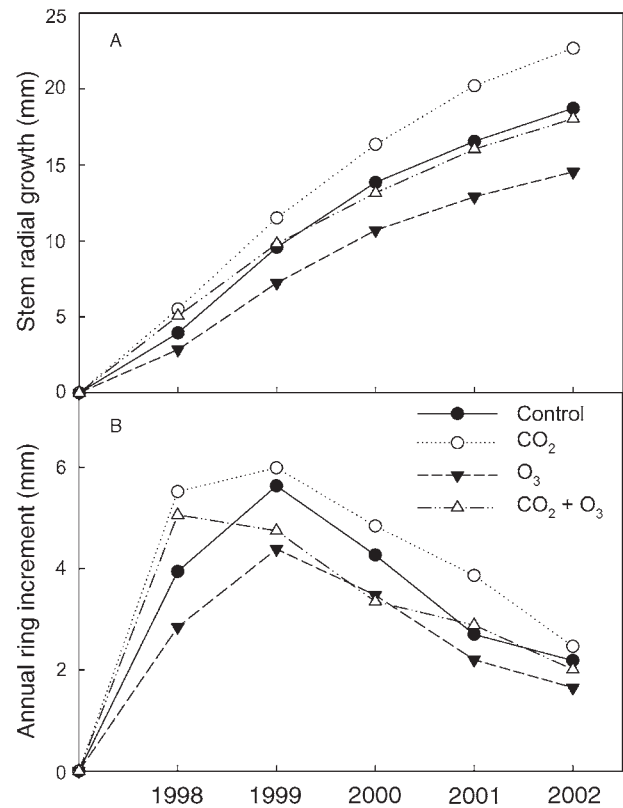 A
Stem radial growth (mm)
25
20
15
10
5
0
B
Annual ring increment (mm)
6
4
2
0
Control
CO₂
O₃
CO₂ + O₃
1998 1999 2000 2001 2002